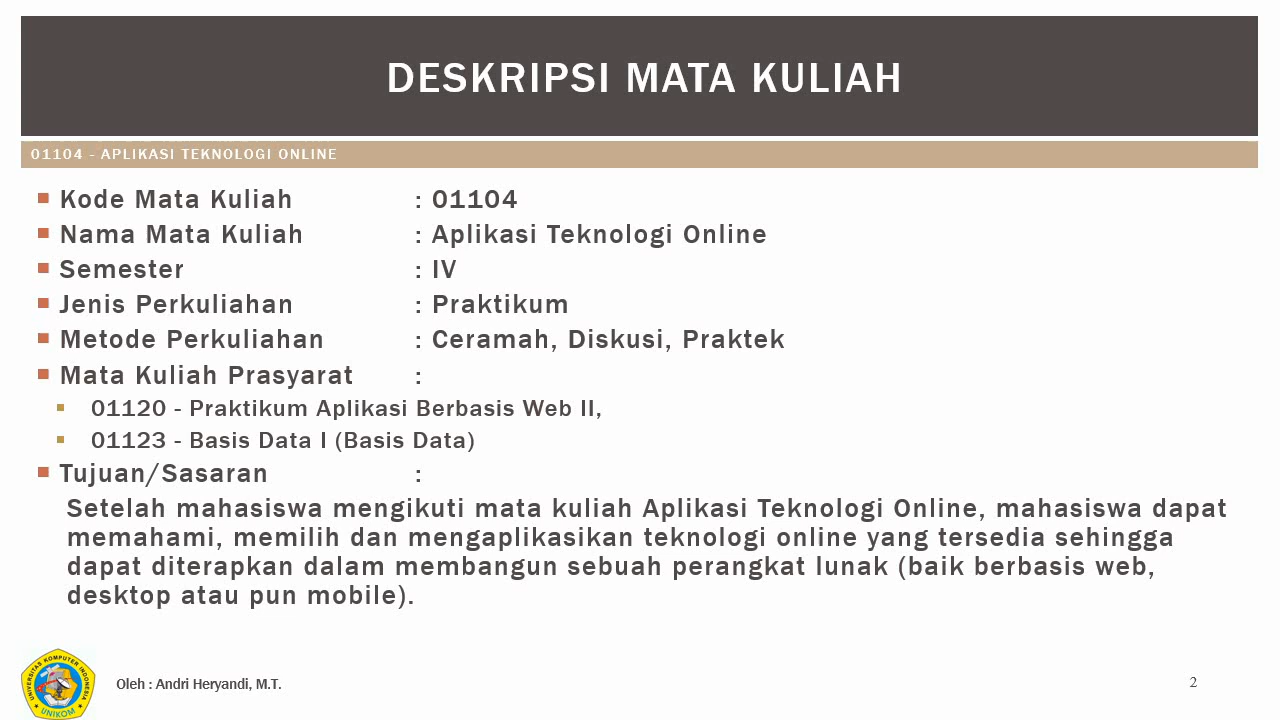 DESKRIPSI MATA KULIAH
01104 - APLIKASI TEKNOLOGI ONLINE
Kode Mata Kuliah : 01104
Nama Mata Kuliah : Aplikasi Teknologi Online
Semester : IV
Jenis Perkuliahan : Praktikum
Metode Perkuliahan : Ceramah, Diskusi, Praktek
Mata Kuliah Prasyarat :
01120 - Praktikum Aplikasi Berbasis Web II,
01123 - Basis Data I (Basis Data)
Tujuan/Sasaran :
Setelah mahasiswa mengikuti mata kuliah Aplikasi Teknologi Online, mahasiswa dapat
memahami, memilih dan mengaplikasikan teknologi online yang tersedia sehingga
dapat diterapkan dalam membangun sebuah perangkat lunak (baik berbasis web,
desktop atau pun mobile).
UNIVERSITAS KOMPUTER INDONESIA
UNIKOM
Oleh : Andri Heryandi, M.T.
2